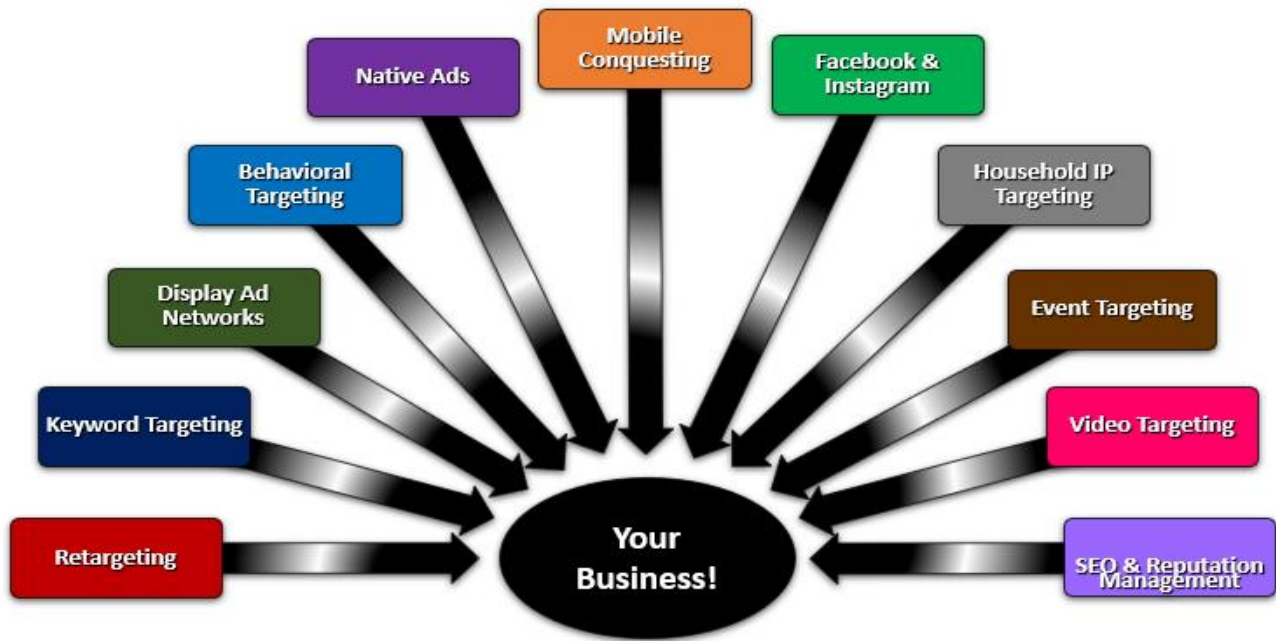 Mobile
Conquesting
Native Ads
Facebook &
Instagram
Behavioral
Targeting
Household IP
Targeting
Display Ad
Networks
Event Targeting
Keyword Targeting
Video Targeting
Retargeting
Your
Business!
SEO & Reputation
Management